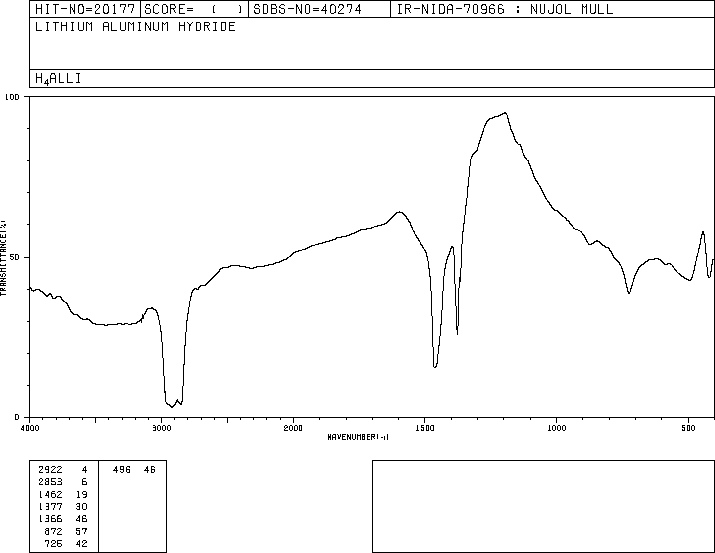 HIT-NO=20177 SCORE= ( ) SDBS-NO=40274 IR-NIDA-70966 : NUJOL MULL
LITHIUM ALUMINUM HYDRIDE
H4ALLI
100
50
0
TRANSMITTANCE(%)
4000 3000 2000 1500 1000 500
WAVENUMBER(-1)
2922 4 496 46
2853 6
1462 19
1377 30
1366 46
872 57
726 42